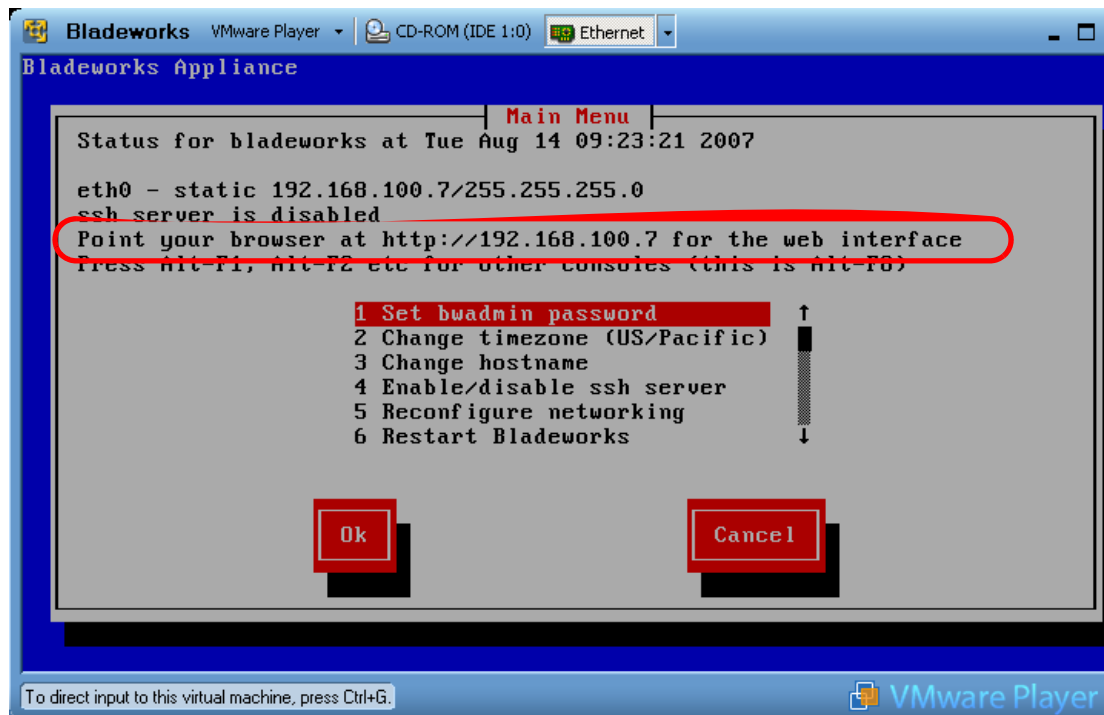 Bladeworks VMware Player CD-ROM (IDE 1:0) Ethernet
Bladeworks Appliance
Main Menu
Status for bladeworks at Tue Aug 14 09:23:21 2007
eth0 - static 192.168.100.7/255.255.255.0
ssh server is disabled
Point your browser at http://192.168.100.7 for the web interface
Press Alt-F1, Alt-F2 etc for other consoles (this is Alt-F8)
1 Set bwadmin password
2 Change timezone (US/Pacific)
3 Change hostname
4 Enable/disable ssh server
5 Reconfigure networking
6 Restart Bladeworks
Ok Cancel
To direct input to this virtual machine, press Ctrl+G. VMware Player